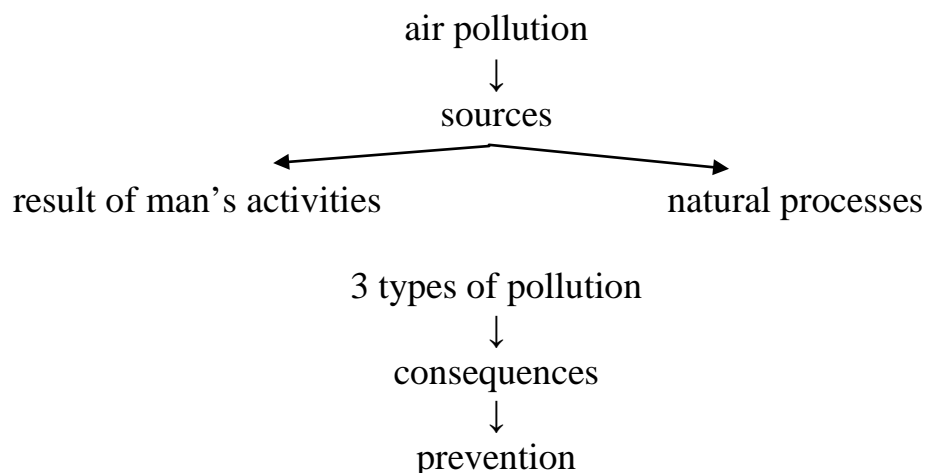 air pollution
↓
sources
result of man’s activities natural processes
3 types of pollution
↓
consequences
↓
prevention